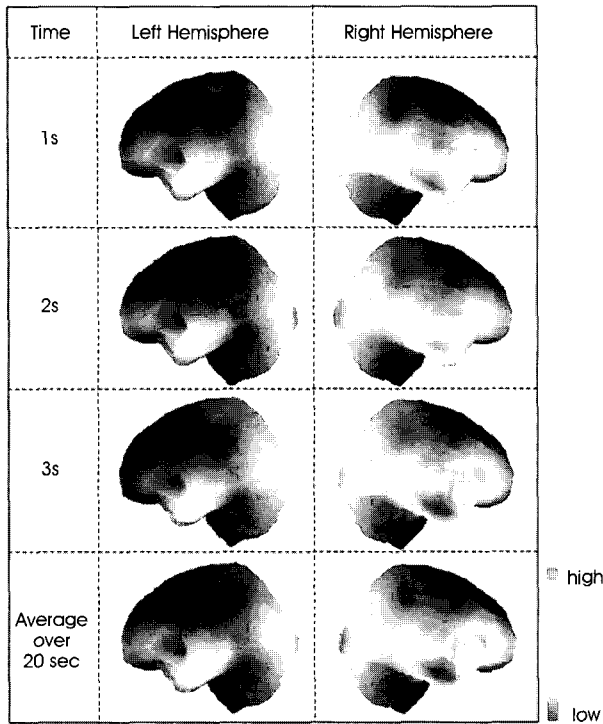 Time Left Hemisphere Right Hemisphere
1s
2s
3s
Average
over
20 sec
high
low